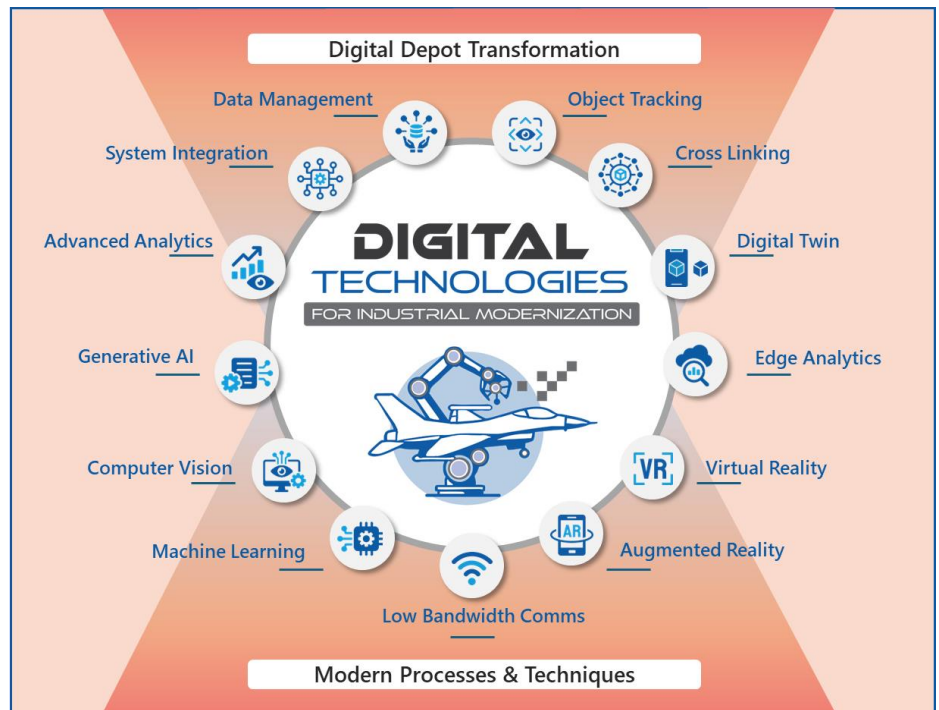 Digital Depot Transformation
Data Management
Object Tracking
System Integration
Cross Linking
Advanced Analytics
Digital Twin
DIGITAL
TECHNOLOGIES
FOR INDUSTRIAL MODERNIZATION
Generative AI
Edge Analytics
Computer Vision
VR
Virtual Reality
Machine Learning
AR
Augmented Reality
Low Bandwidth Comms
Modern Processes & Techniques